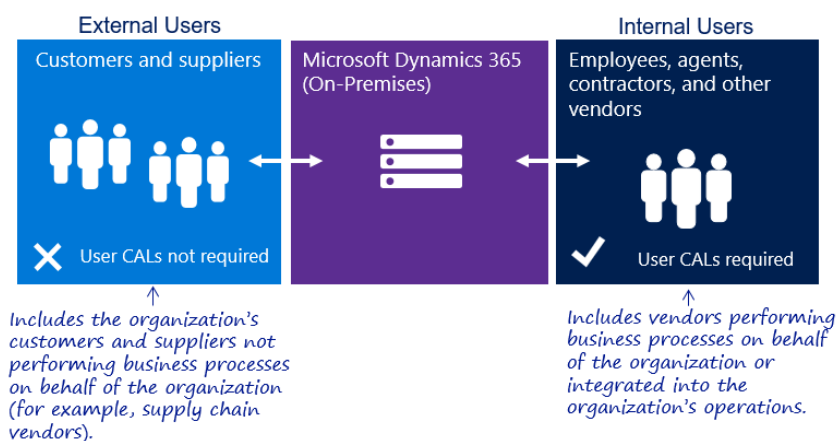 External Users
Customers and suppliers
User CALs not required
Includes the organization's
customers and suppliers not
performing business processes
on behalf of the organization
(for example, supply chain
vendors).
Microsoft Dynamics 365
(On-Premises)
Internal Users
Employees, agents,
contractors, and other
vendors
User CALs required
Includes vendors performing
business processes on behalf
of the organization or
integrated into the
organization's operations.